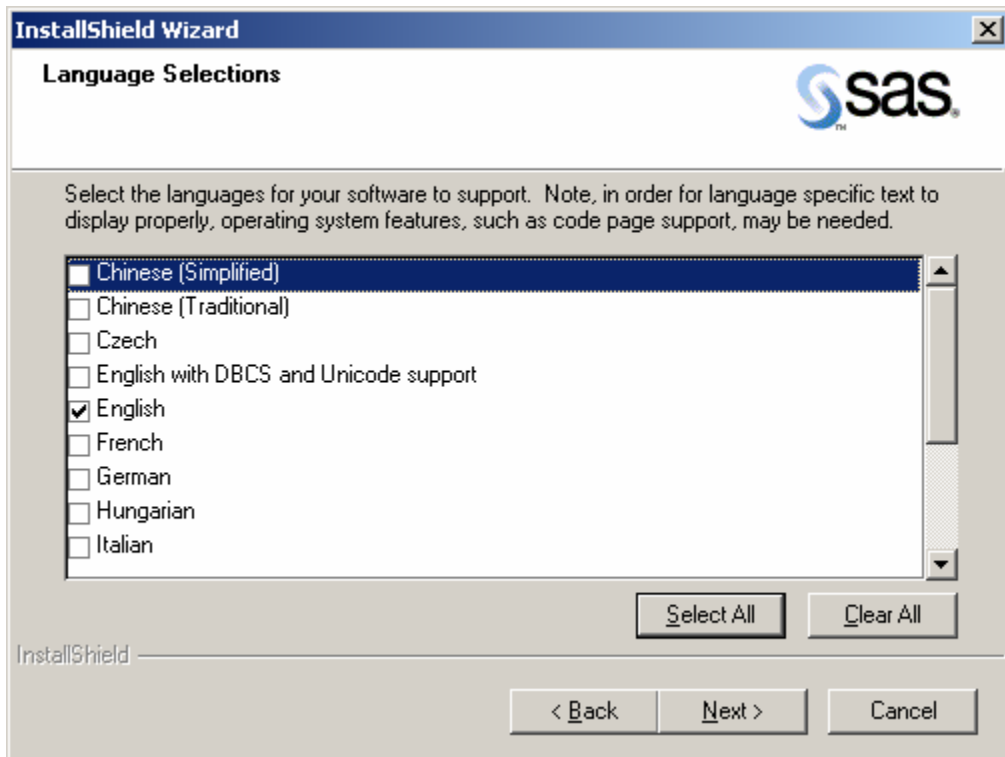 InstallShield Wizard
Language Selections
sas®
TM
Select the languages for your software to support.  Note, in order for language specific text to
display properly, operating system features, such as code page support, may be needed.
Chinese (Simplified)
Chinese (Traditional)
Czech
English with DBCS and Unicode support
English
French
German
Hungarian
Italian
Select All
Clear All
InstallShield
< Back
Next >
Cancel